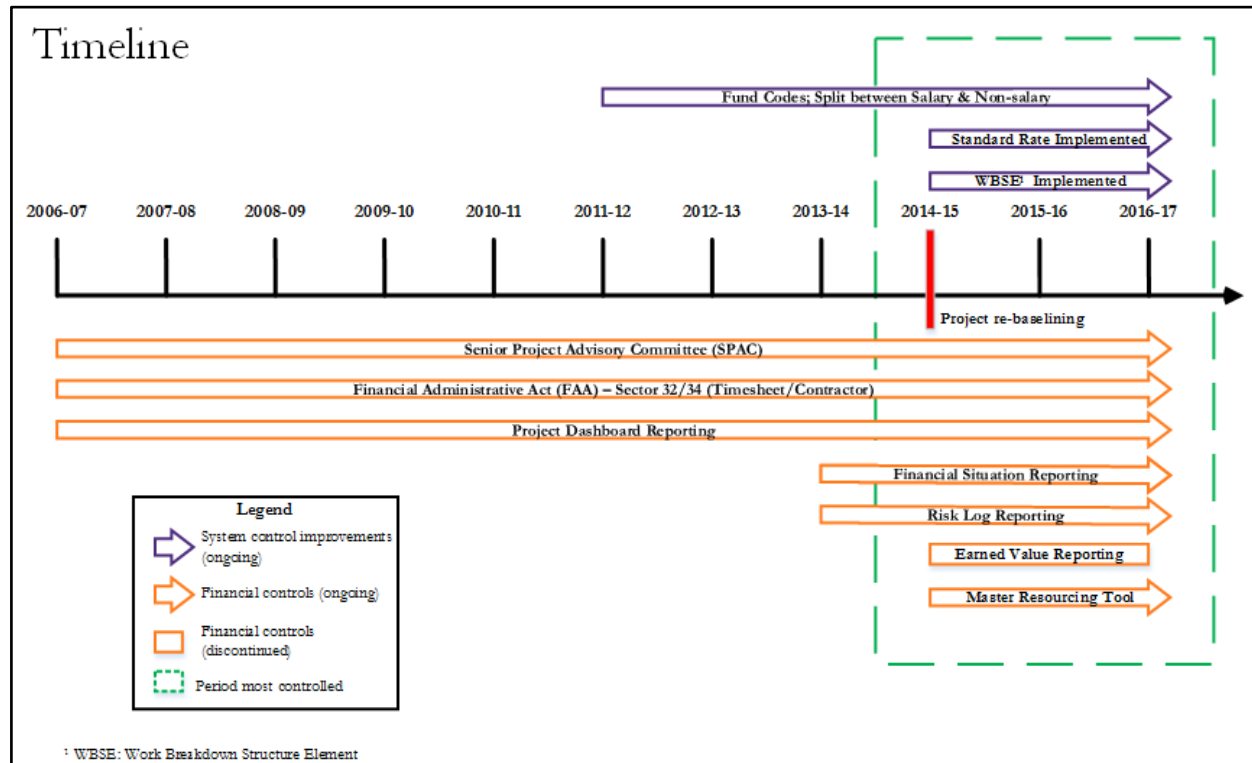 Timeline
Fund Codes; Split between Salary & Non-salary
Standard Rate Implemented
WBSE¹ Implemented
2006-07 2007-08 2008-09 2009-10 2010-11 2011-12 2012-13 2013-14 2014-15 2015-16 2016-17
Project re-baselining
Senior Project Advisory Committee (SPAC)
Financial Administrative Act (FAA) – Sector 32/34 (Timesheet/Contractor)
Project Dashboard Reporting
Financial Situation Reporting
Risk Log Reporting
Earned Value Reporting
Master Resourcing Tool
Legend
System control improvements
(ongoing)
Financial controls (ongoing)
Financial controls
(discontinued)
Period most controlled
¹ WBSE: Work Breakdown Structure Element